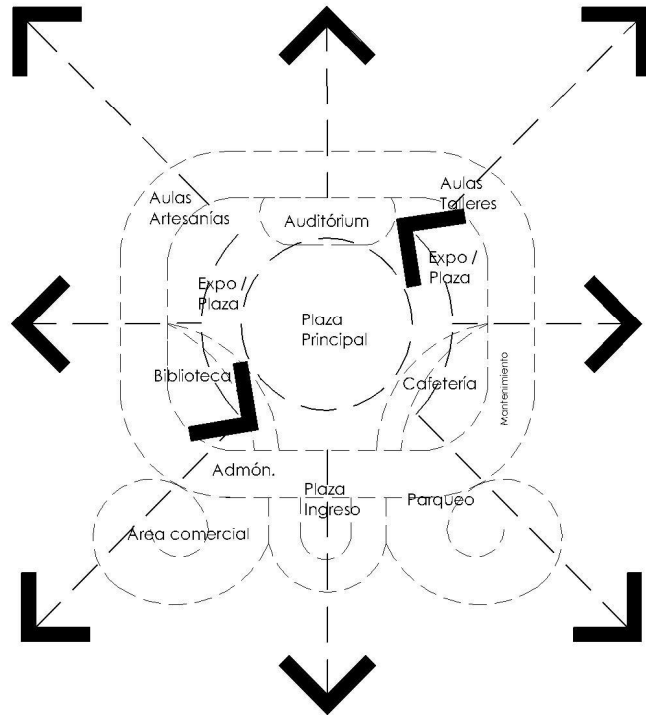 Aulas
Artesanías
Auditórium
Aulas
Talleres
Expo /
Plaza
Expo /
Plaza
Plaza
Principal
Biblioteca
Cafetería
Mantenimiento
Admón.
Plaza
Ingreso
Parqueo
Área comercial